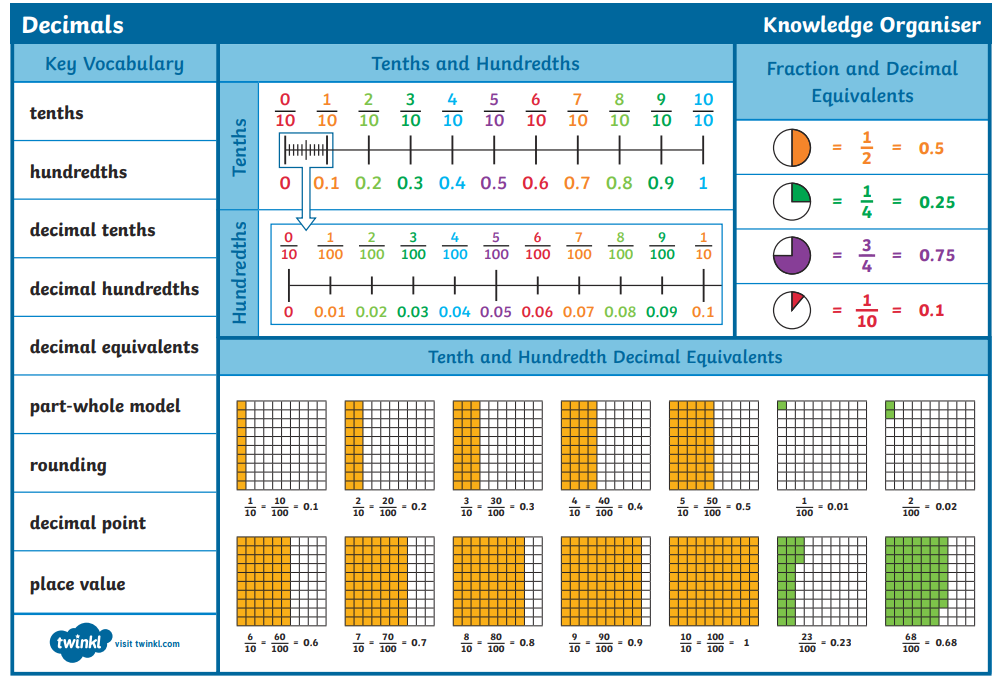 Decimals
Knowledge Organiser
Key Vocabulary
tenths
hundredths
decimal tenths
decimal hundredths
decimal equivalents
part-whole model
rounding
decimal point
place value
twinkl
visit twinkl.com
Tenths and Hundredths
Tenths
0/10 1/10 2/10 3/10 4/10 5/10 6/10 7/10 8/10 9/10 10/10
0 0.1 0.2 0.3 0.4 0.5 0.6 0.7 0.8 0.9 1
Hundredths
0/10 1/100 2/100 3/100 4/100 5/100 6/100 7/100 8/100 9/100 1/10
0 0.01 0.02 0.03 0.04 0.05 0.06 0.07 0.08 0.09 0.1
Fraction and Decimal
Equivalents
= 1/2 = 0.5
= 1/4 = 0.25
= 3/4 = 0.75
= 1/10 = 0.1
Tenth and Hundredth Decimal Equivalents
1/10 = 10/100 = 0.1
2/10 = 20/100 = 0.2
3/10 = 30/100 = 0.3
4/10 = 40/100 = 0.4
5/10 = 50/100 = 0.5
1/100 = 0.01
2/100 = 0.02
6/10 = 60/100 = 0.6
7/10 = 70/100 = 0.7
8/10 = 80/100 = 0.8
9/10 = 90/100 = 0.9
10/10 = 100/100 = 1
23/100 = 0.23
68/100 = 0.68